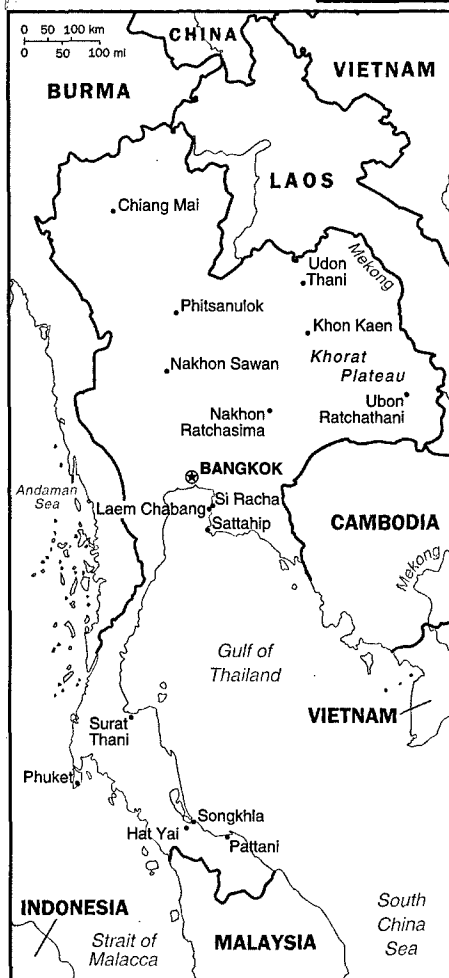 0 50 100 km
0 50 100 mi
CHINA
VIETNAM
BURMA
LAOS
Chiang Mai
Mekong
Udon
Thani
Phitsanulok
Khon Kaen
Khorat
Plateau
Nakhon Sawan
Ubon
Ratchathani
Nakhon
Ratchasima
BANGKOK
Andaman
Sea
Si Racha
Laem Chabang
Sattahip
CAMBODIA
Mekong
Gulf of
Thailand
VIETNAM
Surat
Thani
Phuket
Songkhla
Hat Yai
Pattani
INDONESIA
Strait of
Malacca
MALAYSIA
South
China
Sea